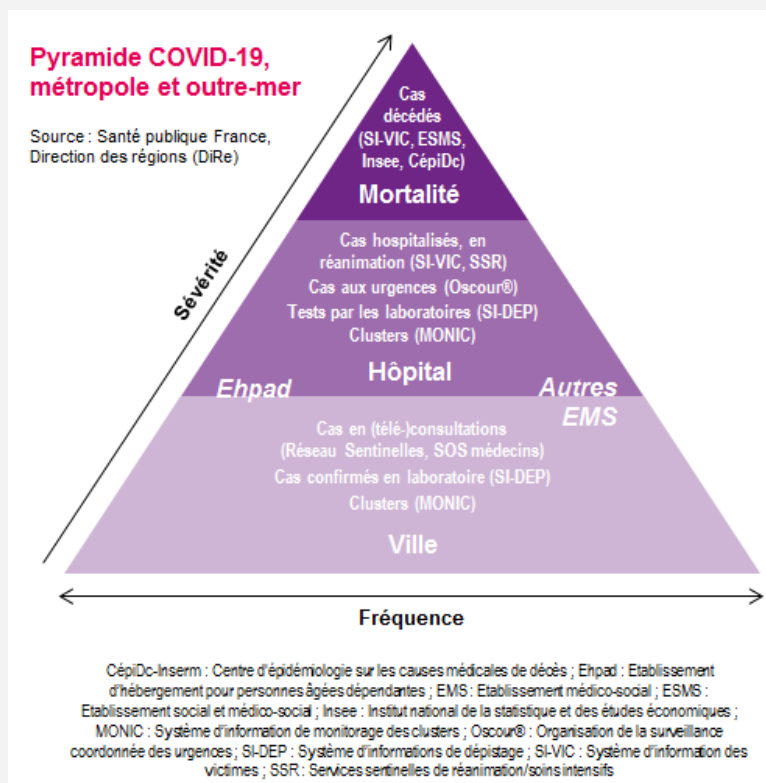 Pyramide COVID-19,
métropole et outre-mer
Source : Santé publique France,
Direction des régions (DiRe)
Sévérité
Cas
décédés
(SI-VIC, ESMS,
Insee, CépiDc)
Mortalité
Cas hospitalisés, en
réanimation (SI-VIC, SSR)
Cas aux urgences (Oscour®)
Tests par les laboratoires (SI-DEP)
Clusters (MONIC)
Hôpital
Ehpad
Autres
EMS
Cas en (télé-)consultations
(Réseau Sentinelles, SOS médecins)
Cas confirmés en laboratoire (SI-DEP)
Clusters (MONIC)
Ville
Fréquence
CépiDc-Inserm : Centre d'épidémiologie sur les causes médicales de décès ; Ehpad : Etablissement
d'hébergement pour personnes âgées dépendantes ; EMS : Etablissement médico-social ; ESMS :
Etablissement social et médico-social ; Insee : Institut national de la statistique et des études économiques ;
MONIC : Système d'information de monitorage des clusters ; Oscour® : Organisation de la surveillance
coordonnée des urgences ; SI-DEP : Système d'informations de dépistage ; SI-VIC : Système d'information des
victimes ; SSR : Services sentinelles de réanimation/soins intensifs